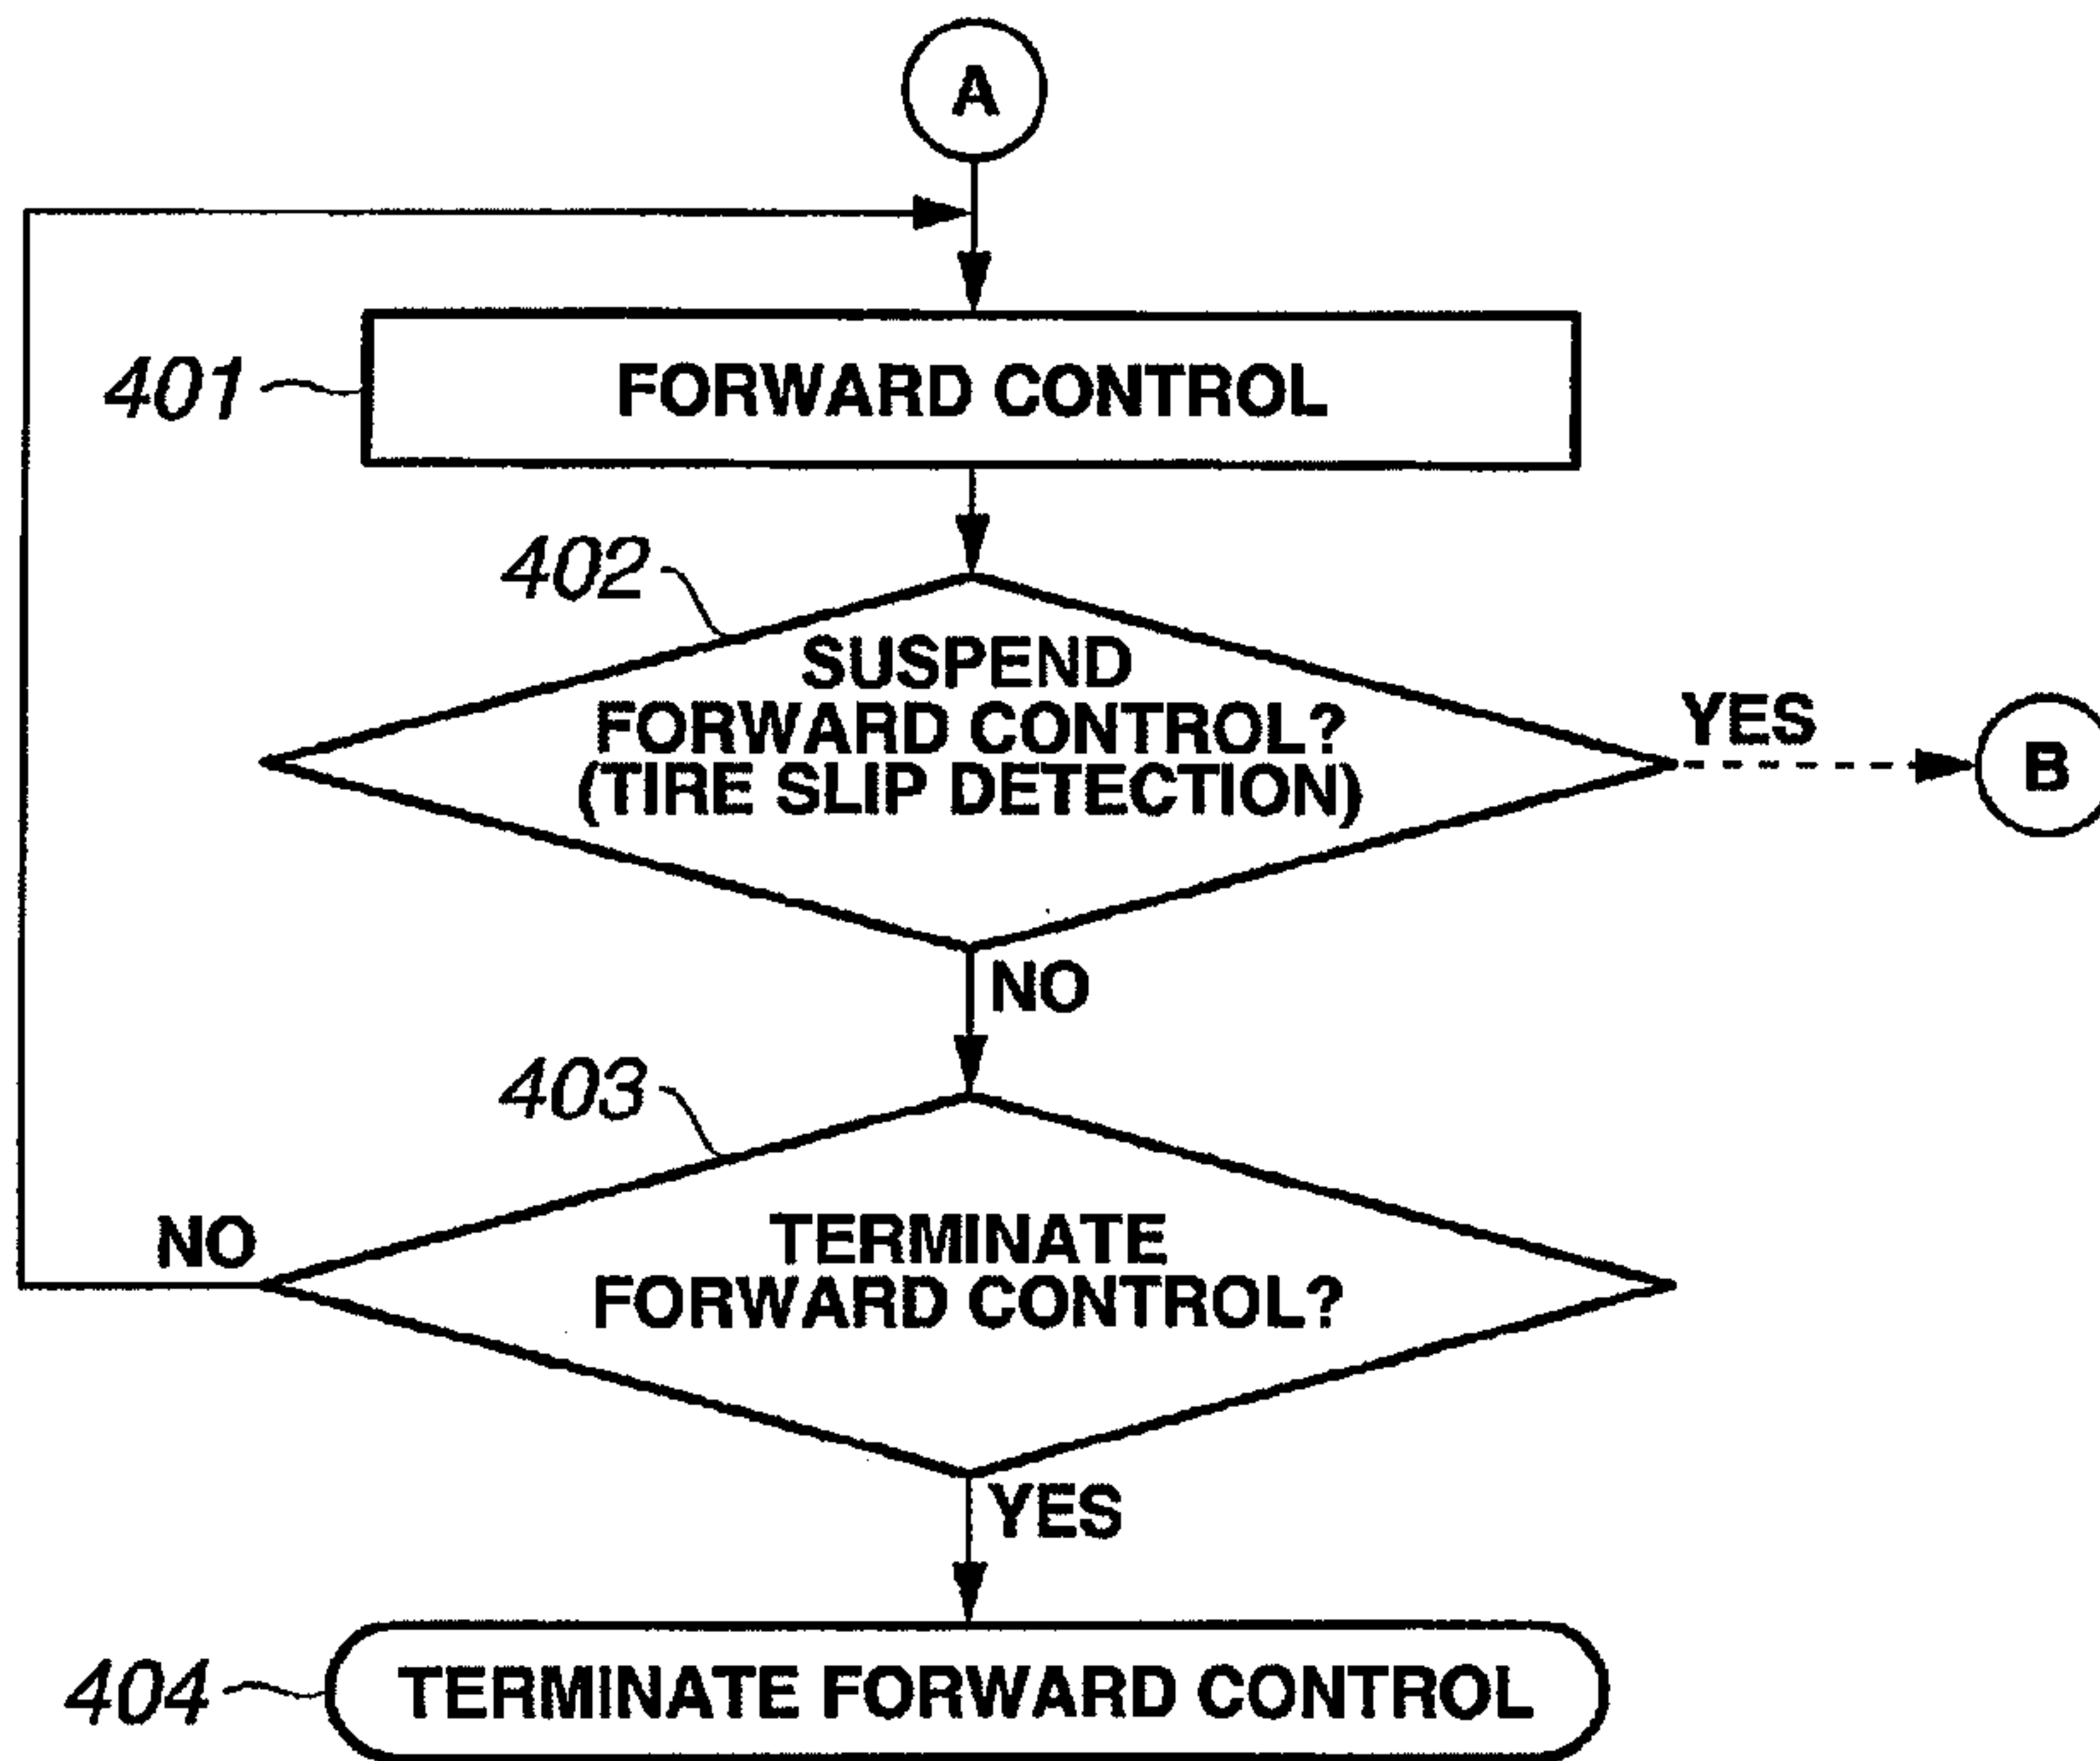 A
401
FORWARD CONTROL
402
SUSPEND
FORWARD CONTROL?
(TIRE SLIP DETECTION)
YES
B
NO
403
TERMINATE
FORWARD CONTROL?
NO
YES
404
TERMINATE FORWARD CONTROL